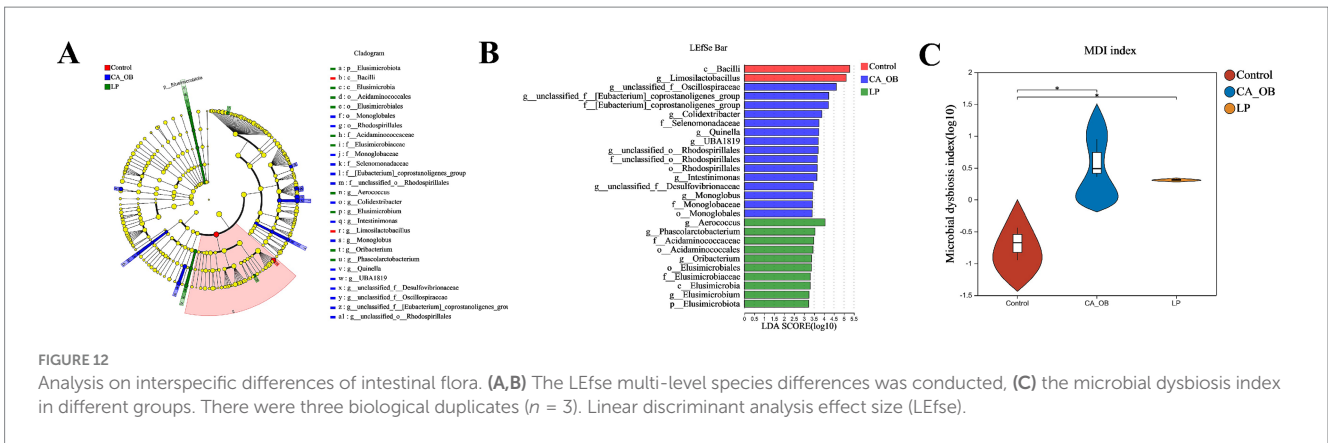 A
Control
CA_OB
LP
p__Elusimicrobiota
c
Cladogram
a : p__Elusimicrobiota
b : c__Bacilli
c : c__Elusimicrobia
d : o__Acidaminococcales
e : o__Elusimicrobiales
f : o__Monoglobales
g : o__Rhodospirillales
h : f__Acidaminococcaceae
i : f__Elusimicrobiaceae
j : f__Monoglobaceae
k : f__Selenomonadaceae
l : f__[Eubacterium]_coprostanoligenes_group
m : f__unclassified_o__Rhodospirillales
n : g__Aerococcus
o : g__Colidextribacter
p : g__Elusimicrobium
q : g__Intestinimonas
r : g__Limosilactobacillus
s : g__Monoglobus
t : g__Oribacterium
u : g__Phascolarctobacterium
v : g__Quinella
w : g__UBA1819
x : g__unclassified_f__Desulfovibrionaceae
y : g__unclassified_f__Oscillospiraceae
z : g__unclassified_f__[Eubacterium]_coprostanoligenes_grou
a1 : g__unclassified_o__Rhodospirillales
B
LEfSe Bar
c__Bacilli
g__Limosilactobacillus
g__unclassified_f__Oscillospiraceae
g__unclassified_f__[Eubacterium]_coprostanoligenes_group
f__[Eubacterium]_coprostanoligenes_group
g__Colidextribacter
f__Selenomonadaceae
g__Quinella
g__UBA1819
g__unclassified_o__Rhodospirillales
f__unclassified_o__Rhodospirillales
o__Rhodospirillales
g__Intestinimonas
g__unclassified_f__Desulfovibrionaceae
g__Monoglobus
f__Monoglobaceae
o__Monoglobales
g__Aerococcus
g__Phascolarctobacterium
f__Acidaminococcaceae
o__Acidaminococcales
g__Oribacterium
o__Elusimicrobiales
f__Elusimicrobiaceae
c__Elusimicrobia
g__Elusimicrobium
p__Elusimicrobiota
0 0.5 1 1.5 2 2.5 3 3.5 4 4.5 5 5.5
LDA SCORE(log10)
Control
CA_OB
LP
C
MDI index
Microbial dysbiosis index(log10)
2
1.5
1
0.5
0
-0.5
-1
-1.5
*
*
Control CA_OB LP
Control
CA_OB
LP
FIGURE 12
Analysis on interspecific differences of intestinal flora. (A,B) The LEfse multi-level species differences was conducted, (C) the microbial dysbiosis index
in different groups. There were three biological duplicates (n = 3). Linear discriminant analysis effect size (LEfse).